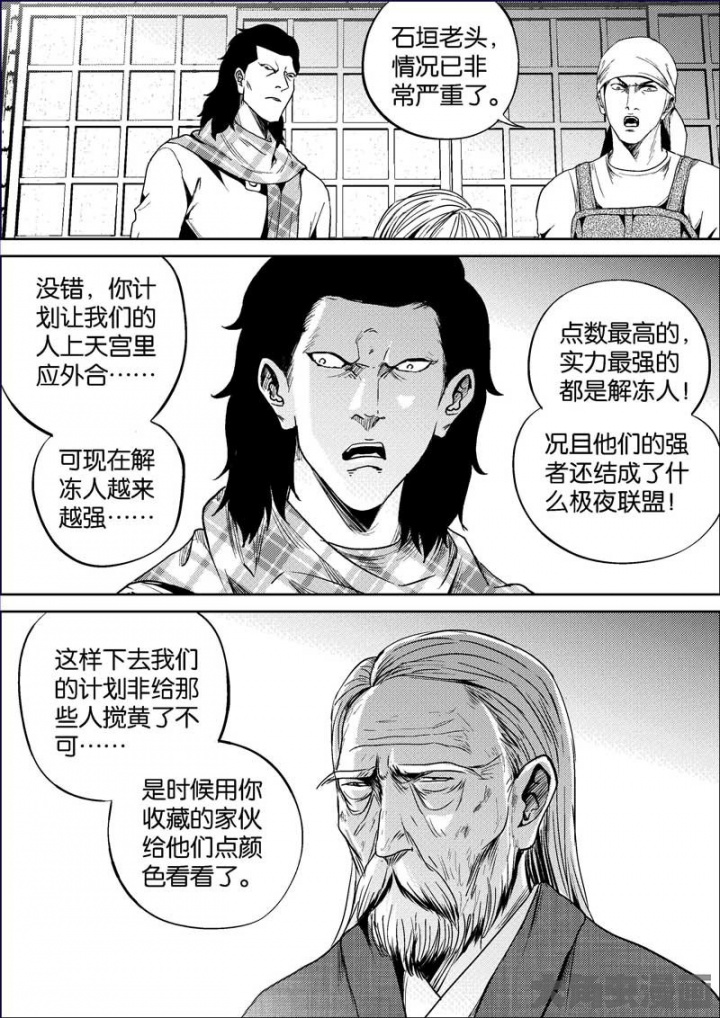 石垣老头，
情况已非
常严重了。
没错，你计
划让我们的
人上天宫里
应外合……
可现在解
冻人越来
越强……
点数最高的，
实力最强的
都是解冻人！
况且他们的强
者还结成了什
么极夜联盟！
这样下去我们
的计划非给那
些人搅黄了不
可……
是时候用你
收藏的家伙
给他们点颜
色看看了。
大角虫漫画